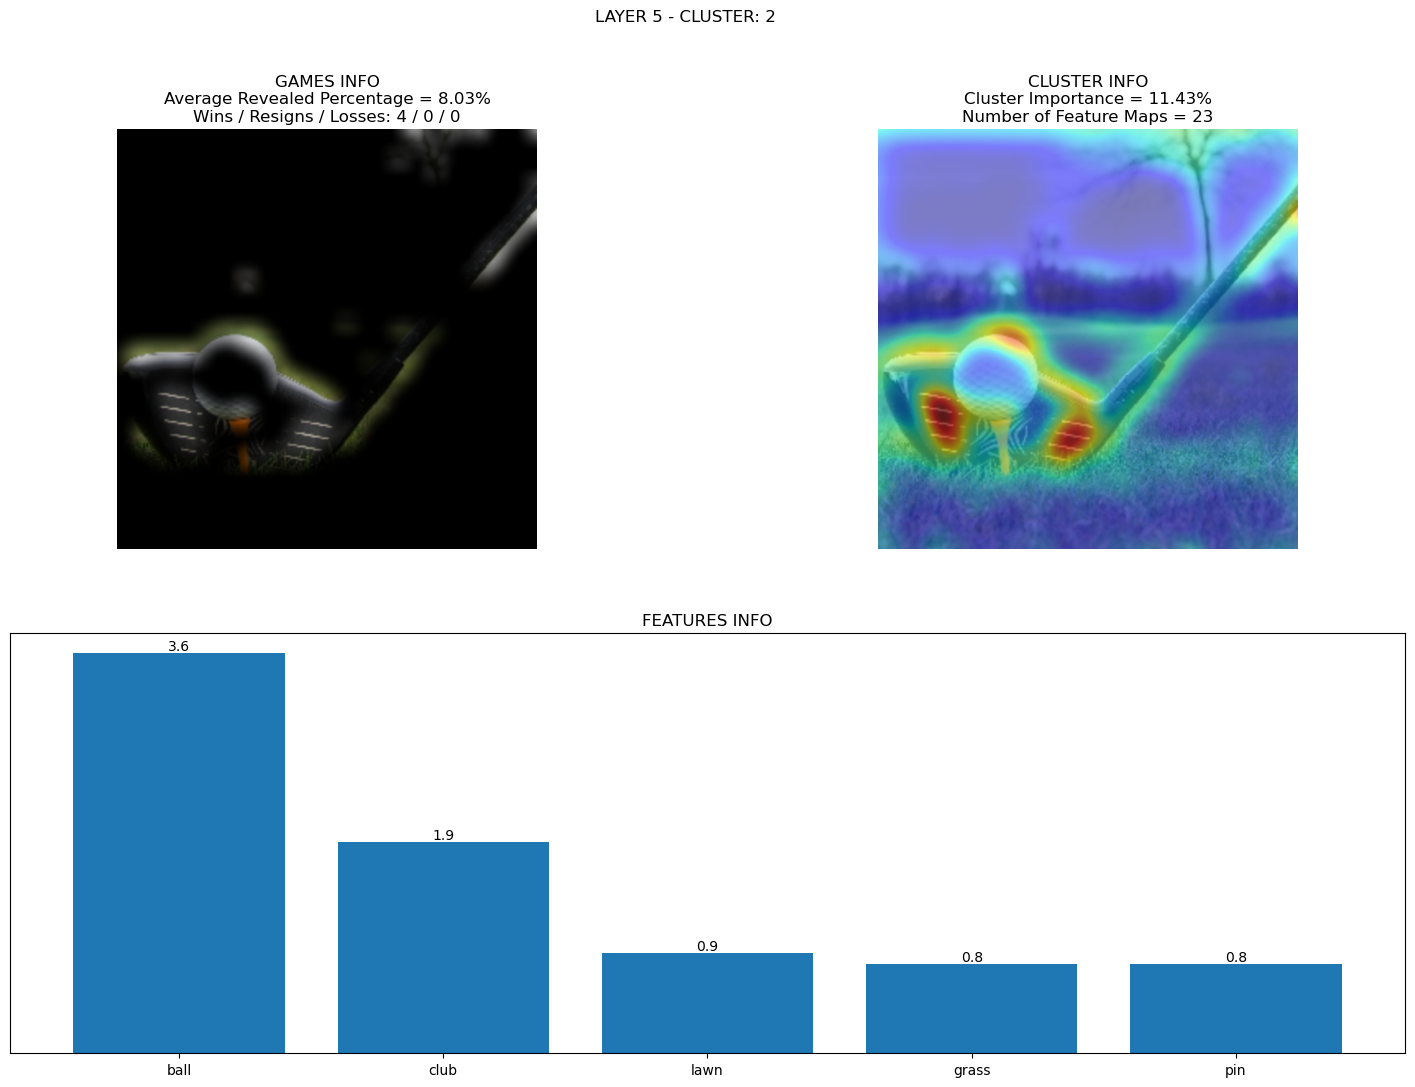 LAYER 5 - CLUSTER: 2
GAMES INFO
Average Revealed Percentage = 8.03%
Wins / Resigns / Losses: 4 / 0 / 0
CLUSTER INFO
Cluster Importance = 11.43%
Number of Feature Maps = 23
FEATURES INFO
3.6
1.9
0.9
0.8
0.8
ball
club
lawn
grass
pin